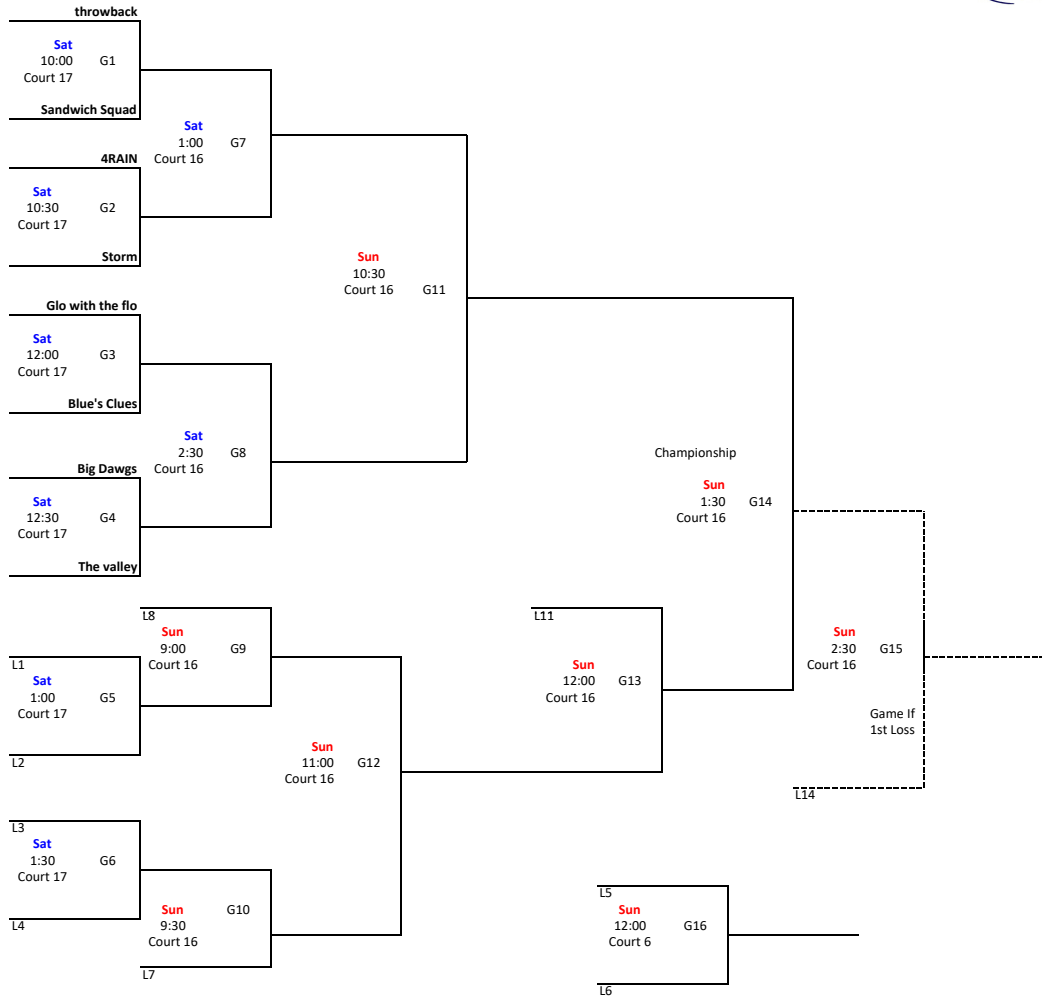 throwback
Sat
10:00 G1
Court 17
Sandwich Squad
Sat
1:00 G7
Court 16
4RAIN
Sat
10:30 G2
Court 17
Storm
Sun
10:30
Court 16 G11
Glo with the flo
Sat
12:00 G3
Court 17
Blue's Clues
Sat
2:30 G8
Court 16
Big Dawgs
Sat
12:30 G4
Court 17
The valley
Championship
Sun
1:30 G14
Court 16
L8
Sun
9:00 G9
Court 16
L11
Sun
12:00 G13
Court 16
Sun
2:30 G15
Court 16
Game If
1st Loss
L14
L1
Sat
1:00 G5
Court 17
L2
Sun
11:00 G12
Court 16
L3
Sat
1:30 G6
Court 17
L4
Sun G10
9:30
Court 16
L7
L5
Sun
12:00 G16
Court 6
L6